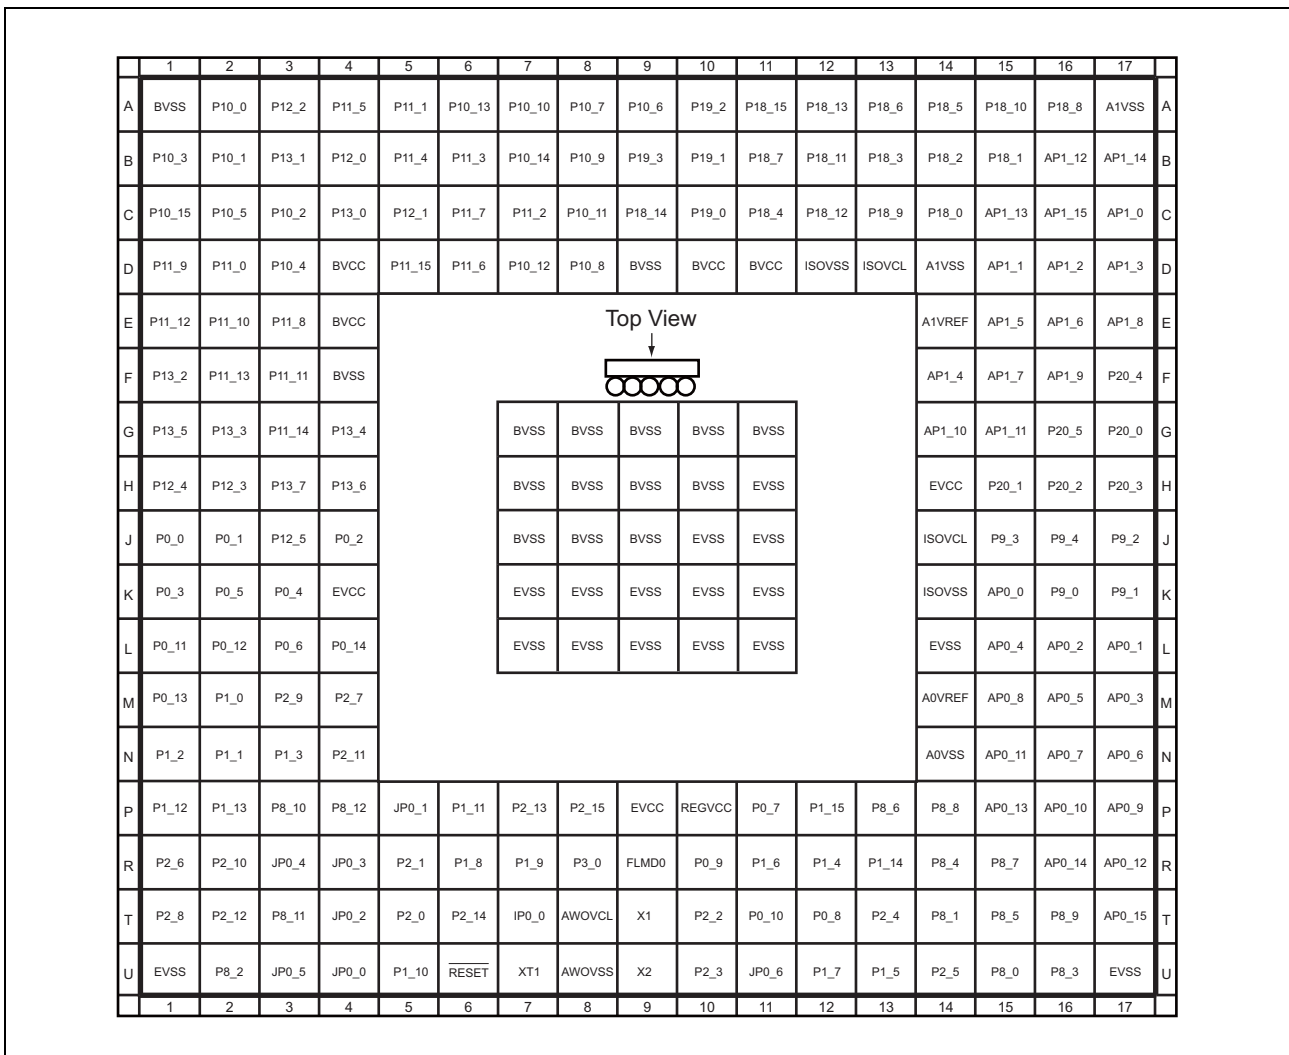 1 2 3 4 5 6 7 8 9 10 11 12 13 14 15 16 17
A BVSS P10_0 P12_2 P11_5 P11_1 P10_13 P10_10 P10_7 P10_6 P19_2 P18_15 P18_13 P18_6 P18_5 P18_10 P18_8 A1VSS A
B P10_3 P10_1 P13_1 P12_0 P11_4 P11_3 P10_14 P10_9 P19_3 P19_1 P18_7 P18_11 P18_3 P18_2 P18_1 AP1_12 AP1_14 B
C P10_15 P10_5 P10_2 P13_0 P12_1 P11_7 P11_2 P10_11 P18_14 P19_0 P18_4 P18_12 P18_9 P18_0 AP1_13 AP1_15 AP1_0 C
D P11_9 P11_0 P10_4 BVCC P11_15 P11_6 P10_12 P10_8 BVSS BVCC BVCC ISOVSS ISOVCL A1VSS AP1_1 AP1_2 AP1_3 D
E P11_12 P11_10 P11_8 BVCC Top View A1VREF AP1_5 AP1_6 AP1_8 E
F P13_2 P11_13 P11_11 BVSS AP1_4 AP1_7 AP1_9 P20_4 F
G P13_5 P13_3 P11_14 P13_4 BVSS BVSS BVSS BVSS BVSS AP1_10 AP1_11 P20_5 P20_0 G
H P12_4 P12_3 P13_7 P13_6 BVSS BVSS BVSS BVSS EVSS EVCC P20_1 P20_2 P20_3 H
J P0_0 P0_1 P12_5 P0_2 BVSS BVSS BVSS EVSS EVSS ISOVCL P9_3 P9_4 P9_2 J
K P0_3 P0_5 P0_4 EVCC EVSS EVSS EVSS EVSS EVSS ISOVSS AP0_0 P9_0 P9_1 K
L P0_11 P0_12 P0_6 P0_14 EVSS EVSS EVSS EVSS EVSS EVSS AP0_4 AP0_2 AP0_1 L
M P0_13 P1_0 P2_9 P2_7 A0VREF AP0_8 AP0_5 AP0_3 M
N P1_2 P1_1 P1_3 P2_11 A0VSS AP0_11 AP0_7 AP0_6 N
P P1_12 P1_13 P8_10 P8_12 JP0_1 P1_11 P2_13 P2_15 EVCC REGVCC P0_7 P1_15 P8_6 P8_8 AP0_13 AP0_10 AP0_9 P
R P2_6 P2_10 JP0_4 JP0_3 P2_1 P1_8 P1_9 P3_0 FLMD0 P0_9 P1_6 P1_4 P1_14 P8_4 P8_7 AP0_14 AP0_12 R
T P2_8 P2_12 P8_11 JP0_2 P2_0 P2_14 IP0_0 AWOVCL X1 P2_2 P0_10 P0_8 P2_4 P8_1 P8_5 P8_9 AP0_15 T
U EVSS P8_2 JP0_5 JP0_0 P1_10 RESET XT1 AWOVSS X2 P2_3 JP0_6 P1_7 P1_5 P2_5 P8_0 P8_3 EVSS U
1 2 3 4 5 6 7 8 9 10 11 12 13 14 15 16 17